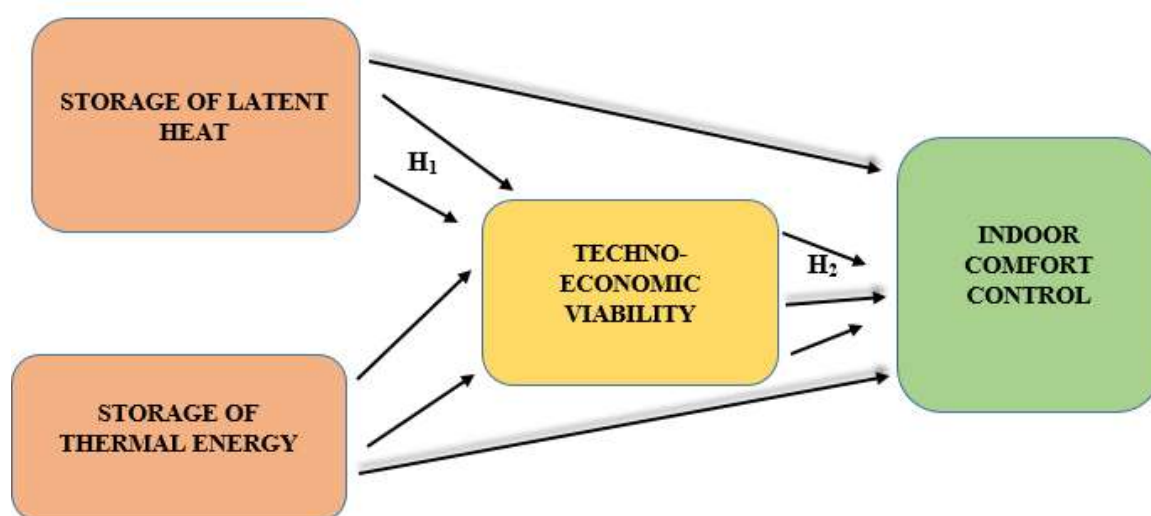 STORAGE OF LATENT
HEAT
H₁
TECHNO-
ECONOMIC
VIABILITY
H₂
INDOOR
COMFORT
CONTROL
STORAGE OF
THERMAL ENERGY